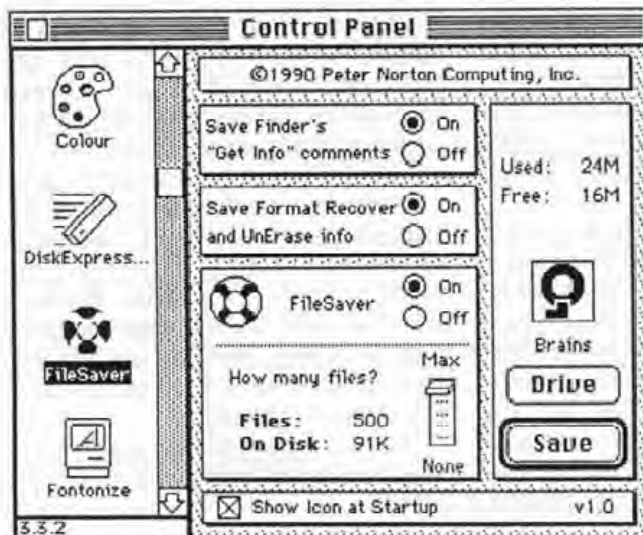 Control Panel
Colour
DiskExpress...
FileSaver
Fontonize
3.3.2
©1990 Peter Norton Computing, Inc.
Save Finder's
"Get Info" comments
On
Off
Save Format Recover
and UnErase info
On
Off
FileSaver
On
Off
How many files?
Files: 500
On Disk: 91K
Max
None
Used: 24M
Free: 16M
Brains
Drive
Save
Show Icon at Startup v1.0